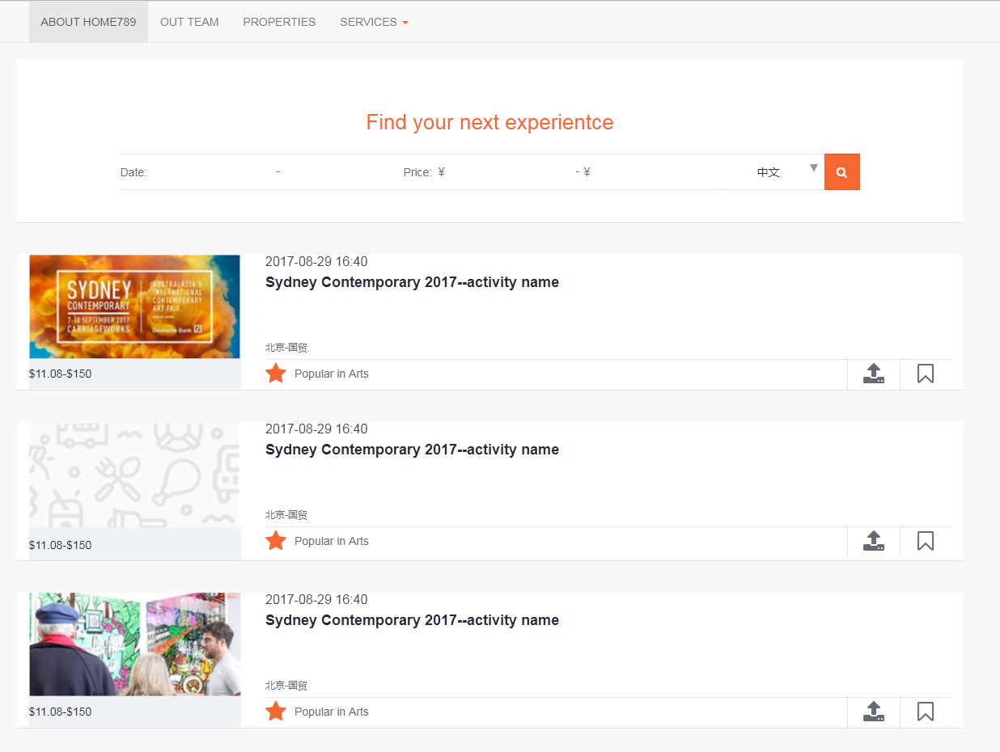 ABOUT HOME789 OUT TEAM PROPERTIES SERVICES
Find your next experientce
Date: - Price: ¥ - ¥ 中文
SYDNEY
CONTEMPORARY
7-10 SEPTEMBER 2017
CARRIAGEWORKS
AUSTRALASIA'S
INTERNATIONAL
CONTEMPORARY
ART FAIR
Deutsche Bank
2017-08-29 16:40
Sydney Contemporary 2017--activity name
北京-国贸
$11.08-$150
Popular in Arts
2017-08-29 16:40
Sydney Contemporary 2017--activity name
北京-国贸
$11.08-$150
Popular in Arts
2017-08-29 16:40
Sydney Contemporary 2017--activity name
北京-国贸
$11.08-$150
Popular in Arts